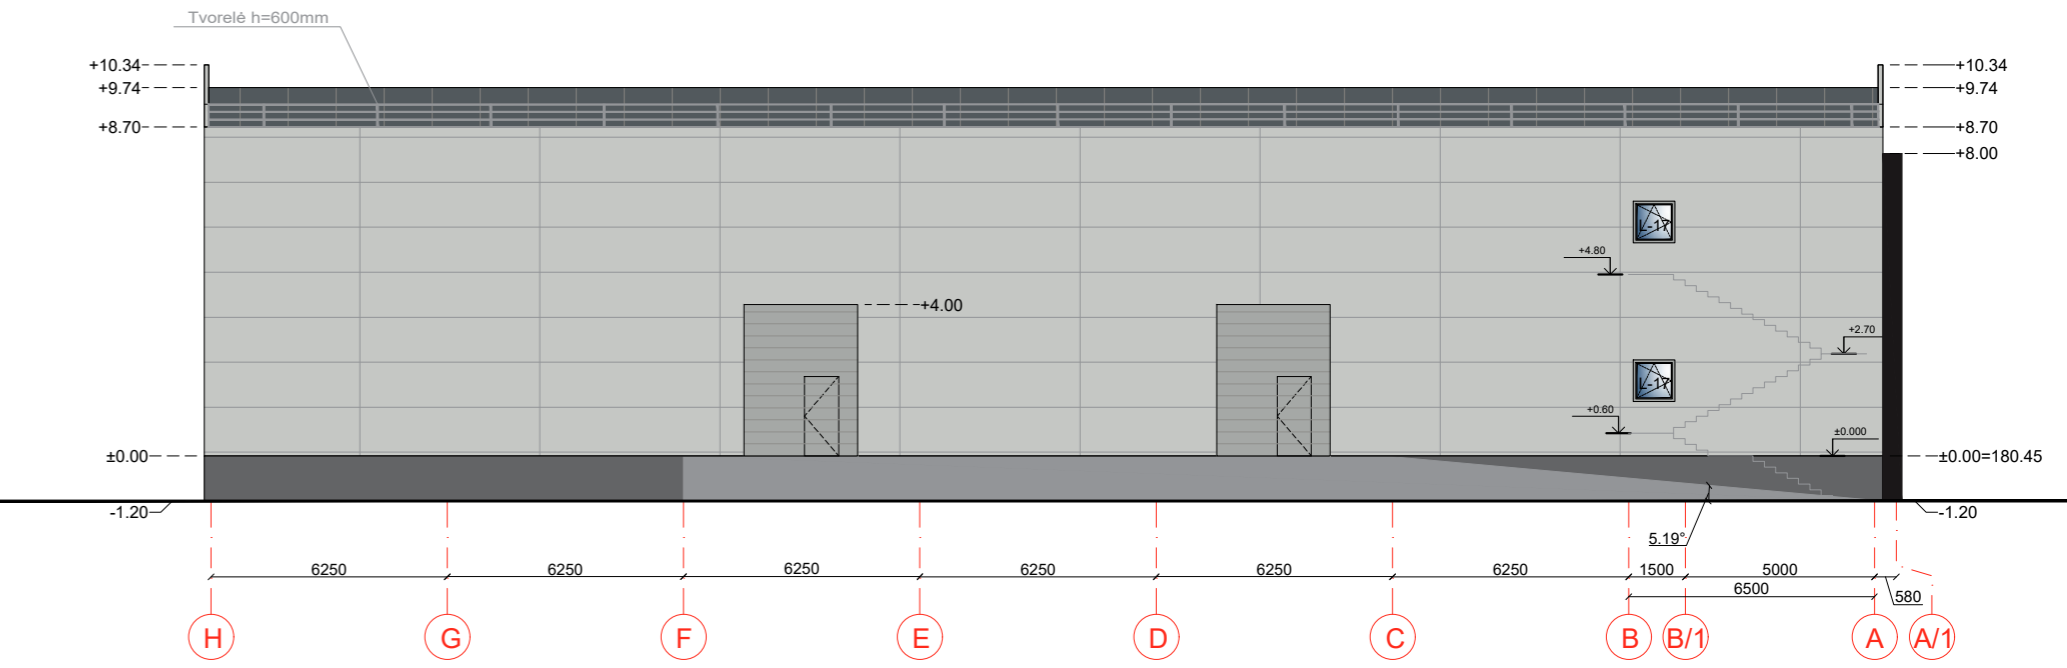 Tvorelė h=600mm
+10.34
+10.34
+9.74
+9.74
+8.70
+8.70
+8.00
L-17
+4.80
+4.00
+2.70
L-17
+0.60
±0.000
±0.00
±0.00=180.45
-1.20
-1.20
5.19°
6250
6250
6250
6250
6250
6250
1500
5000
6500
580
H
G
F
E
D
C
B
B/1
A
A/1